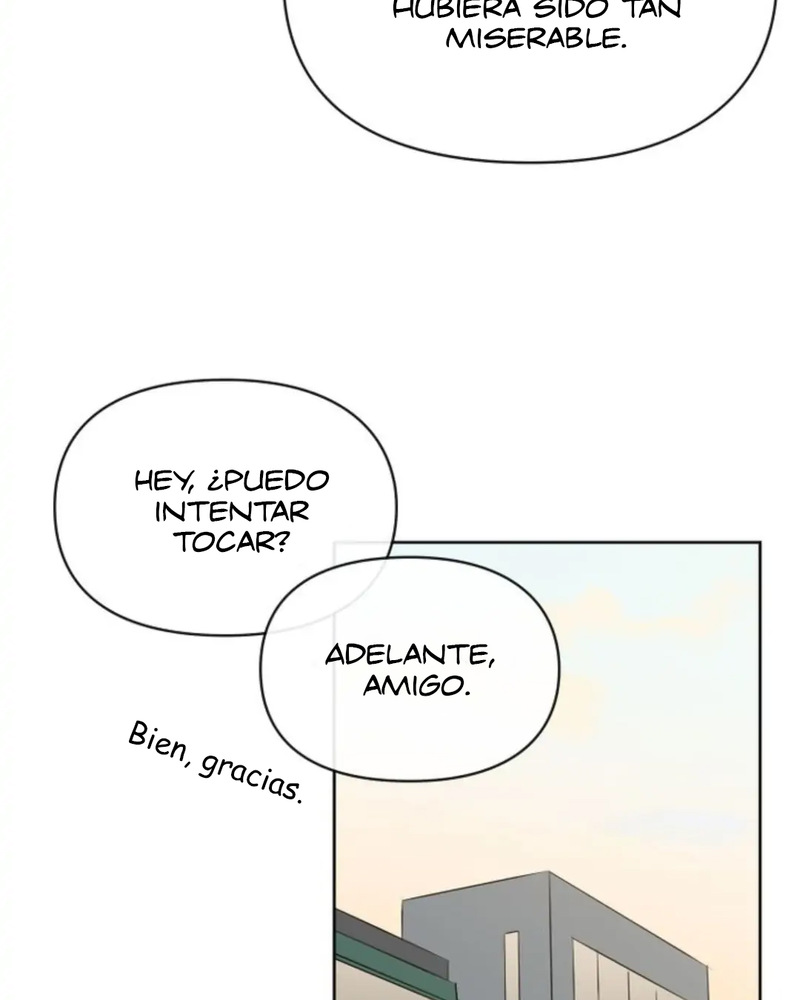 HUBIERA SIDO TAN
MISERABLE.
HEY, ¿PUEDO
INTENTAR
TOCAR?
ADELANTE,
AMIGO.
Bien, gracias.